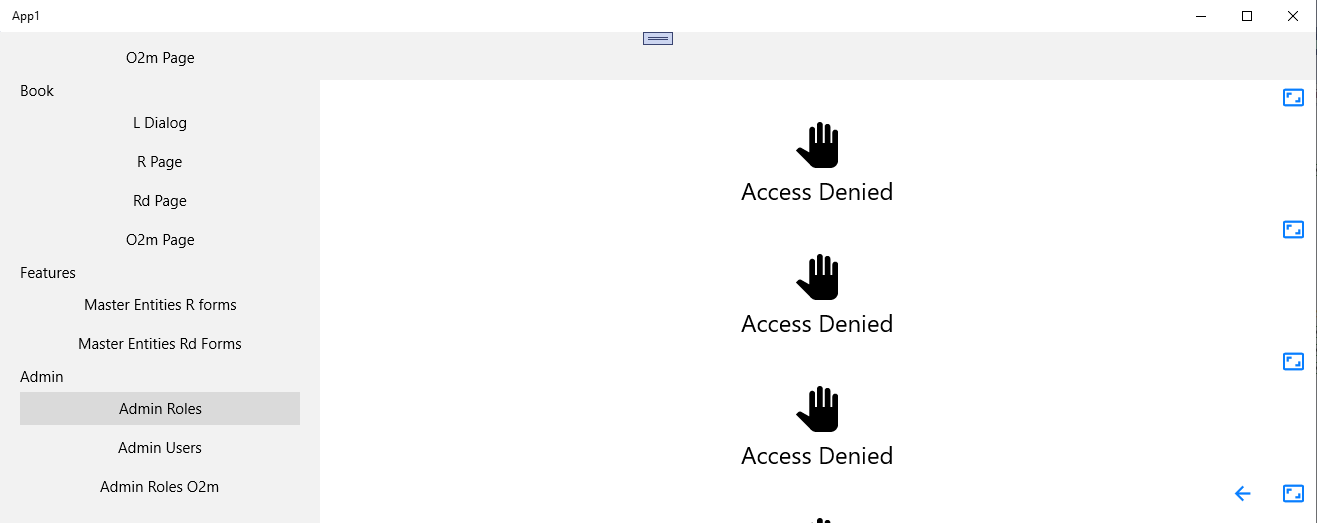 App1
O2m Page
Book
L Dialog
R Page
Rd Page
O2m Page
Features
Master Entities R forms
Master Entities Rd Forms
Admin
Admin Roles
Admin Users
Admin Roles O2m
Access Denied
Access Denied
Access Denied